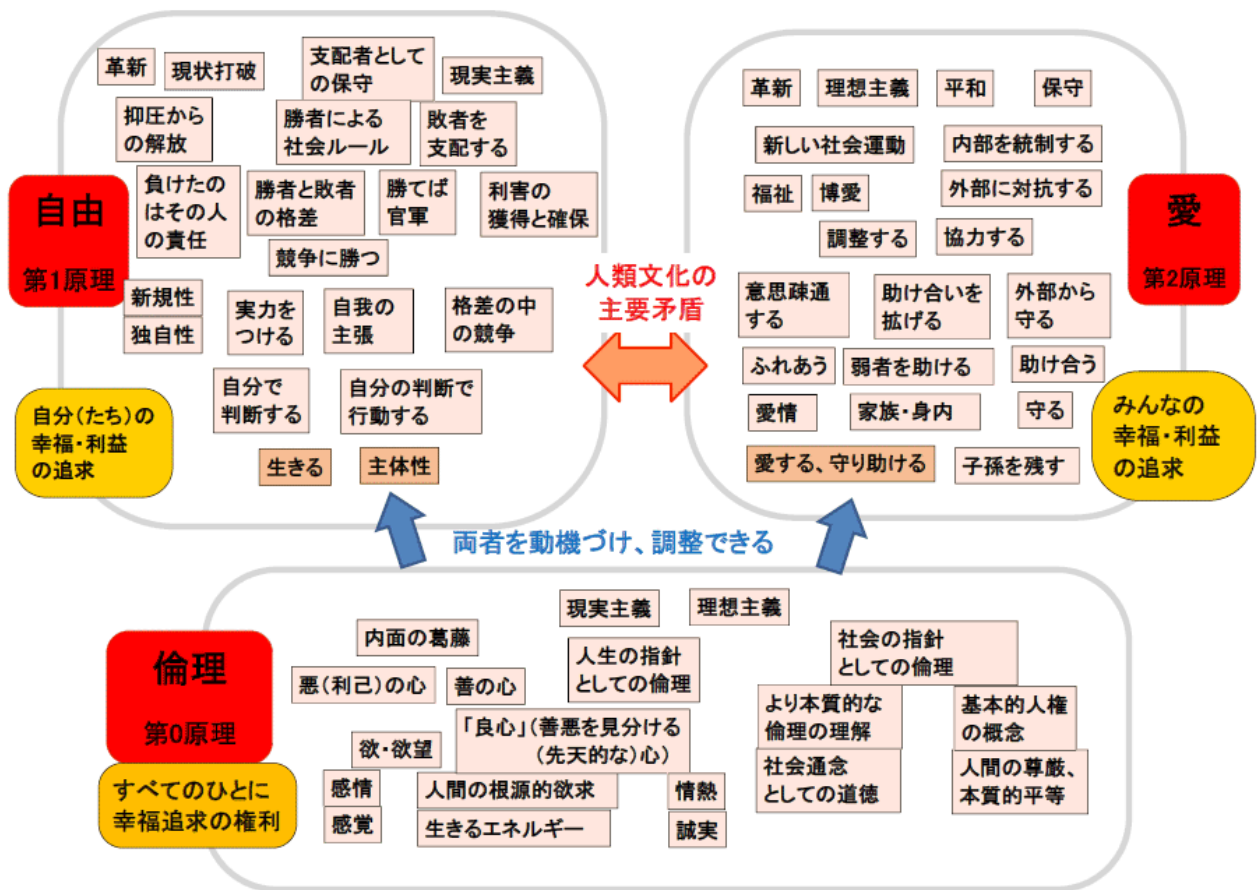 自由
第1原理
自分(たち)の
幸福・利益
の追求
革新
現状打破
支配者として
の保守
現実主義
抑圧から
の解放
勝者による
社会ルール
敗者を
支配する
負けたの
はその人
の責任
勝者と敗者
の格差
勝てば
官軍
利害の
獲得と確保
競争に勝つ
新規性
独自性
実力を
つける
自我の
主張
格差の中
の競争
自分で
判断する
自分の判断で
行動する
生きる
主体性
人類文化の
主要矛盾
愛
第2原理
みんなの
幸福・利益
の追求
革新
理想主義
平和
保守
新しい社会運動
内部を統制する
福祉
博愛
外部に対抗する
調整する
協力する
意思疎通
する
助け合いを
拡げる
外部から
守る
ふれあう
弱者を助ける
助け合う
愛情
家族・身内
守る
愛する、守り助ける
子孫を残す
両者を動機づけ、調整できる
倫理
第0原理
すべてのひとに
幸福追求の権利
現実主義
理想主義
内面の葛藤
人生の指針
としての倫理
社会の指針
としての倫理
悪(利己)の心
善の心
より本質的な
倫理の理解
基本的人権
の概念
欲・欲望
「良心」(善悪を見分ける
(先天的な)心)
社会通念
としての道徳
人間の尊厳、
本質的平等
感情
人間の根源的欲求
情熱
感覚
生きるエネルギー
誠実